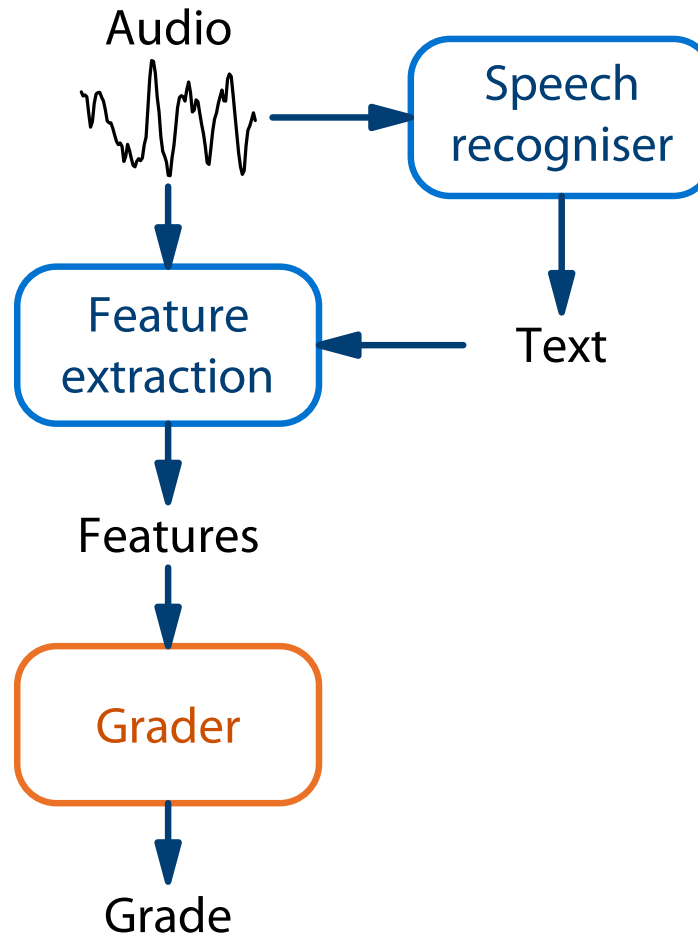 Audio
Speech
recogniser
Feature
extraction
Text
Features
Grader
Grade